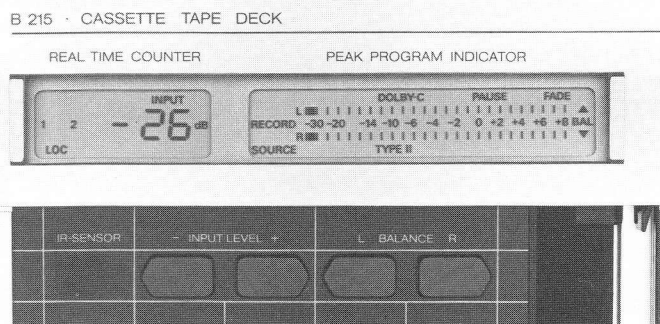 B 215 · CASSETTE TAPE DECK
REAL TIME COUNTER PEAK PROGRAM INDICATOR
INPUT
1 2 -26 dB
LOC
DOLBY-C PAUSE FADE
L ▲
RECORD -30 -20 -14 -10 -6 -4 -2 0 +2 +4 +6 +8 BAL
R ▼
SOURCE TYPE II
IR-SENSOR - INPUT LEVEL + L BALANCE R